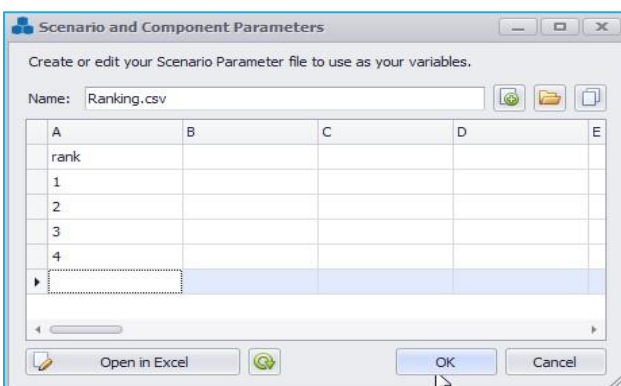 Scenario and Component Parameters
Create or edit your Scenario Parameter file to use as your variables.
Name: Ranking.csv
A B C D E
rank
1
2
3
4
Open in Excel OK Cancel